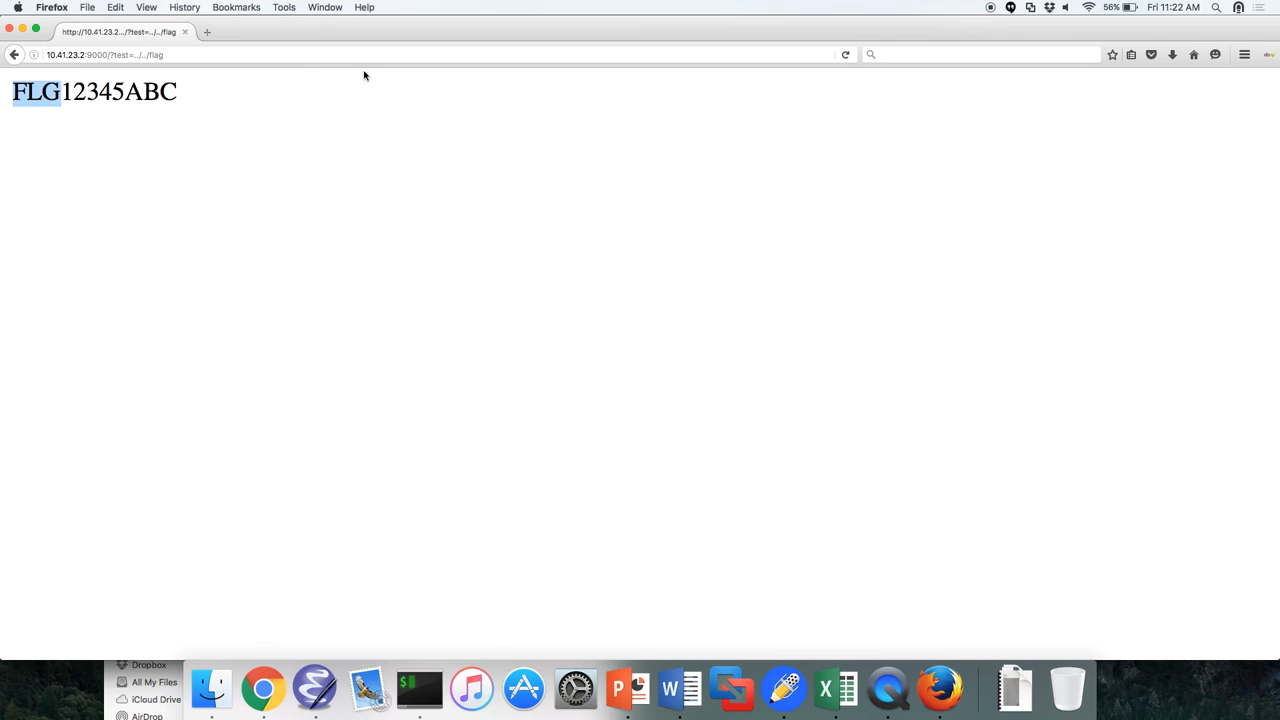 Firefox File Edit View History Bookmarks Tools Window Help 56% Fri 11:22 AM
http://10.41.23.2.../?test=../../flag
10.41.23.2:9000/?test=../../flag
FLG12345ABC
Dropbox
All My Files
iCloud Drive
AirDrop